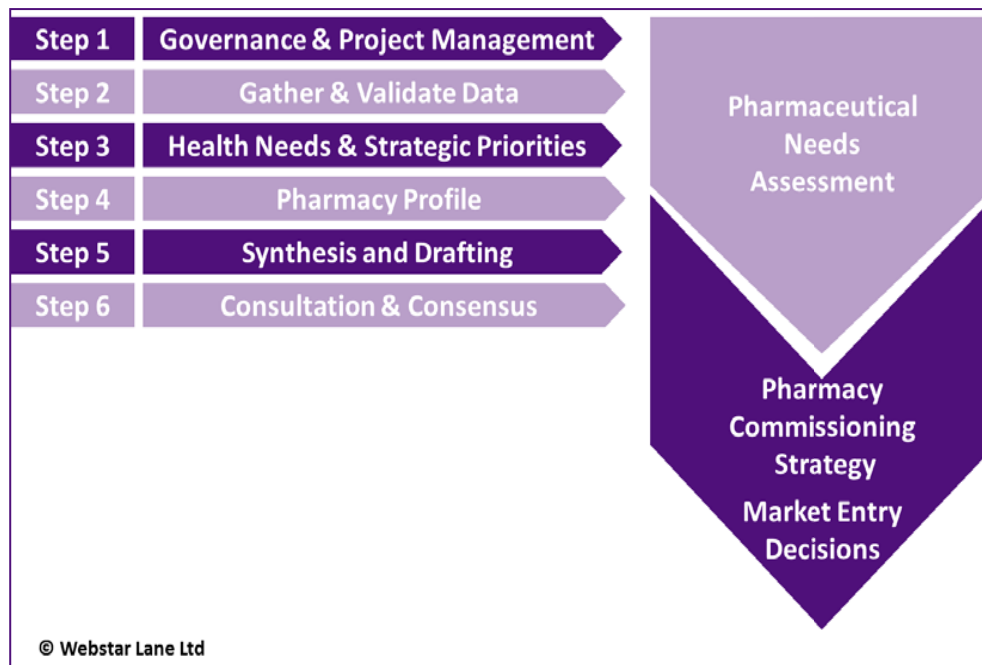 Step 1 Governance & Project Management
Step 2 Gather & Validate Data
Step 3 Health Needs & Strategic Priorities
Step 4 Pharmacy Profile
Step 5 Synthesis and Drafting
Step 6 Consultation & Consensus
Pharmaceutical
Needs
Assessment
Pharmacy
Commissioning
Strategy
Market Entry
Decisions
© Webstar Lane Ltd